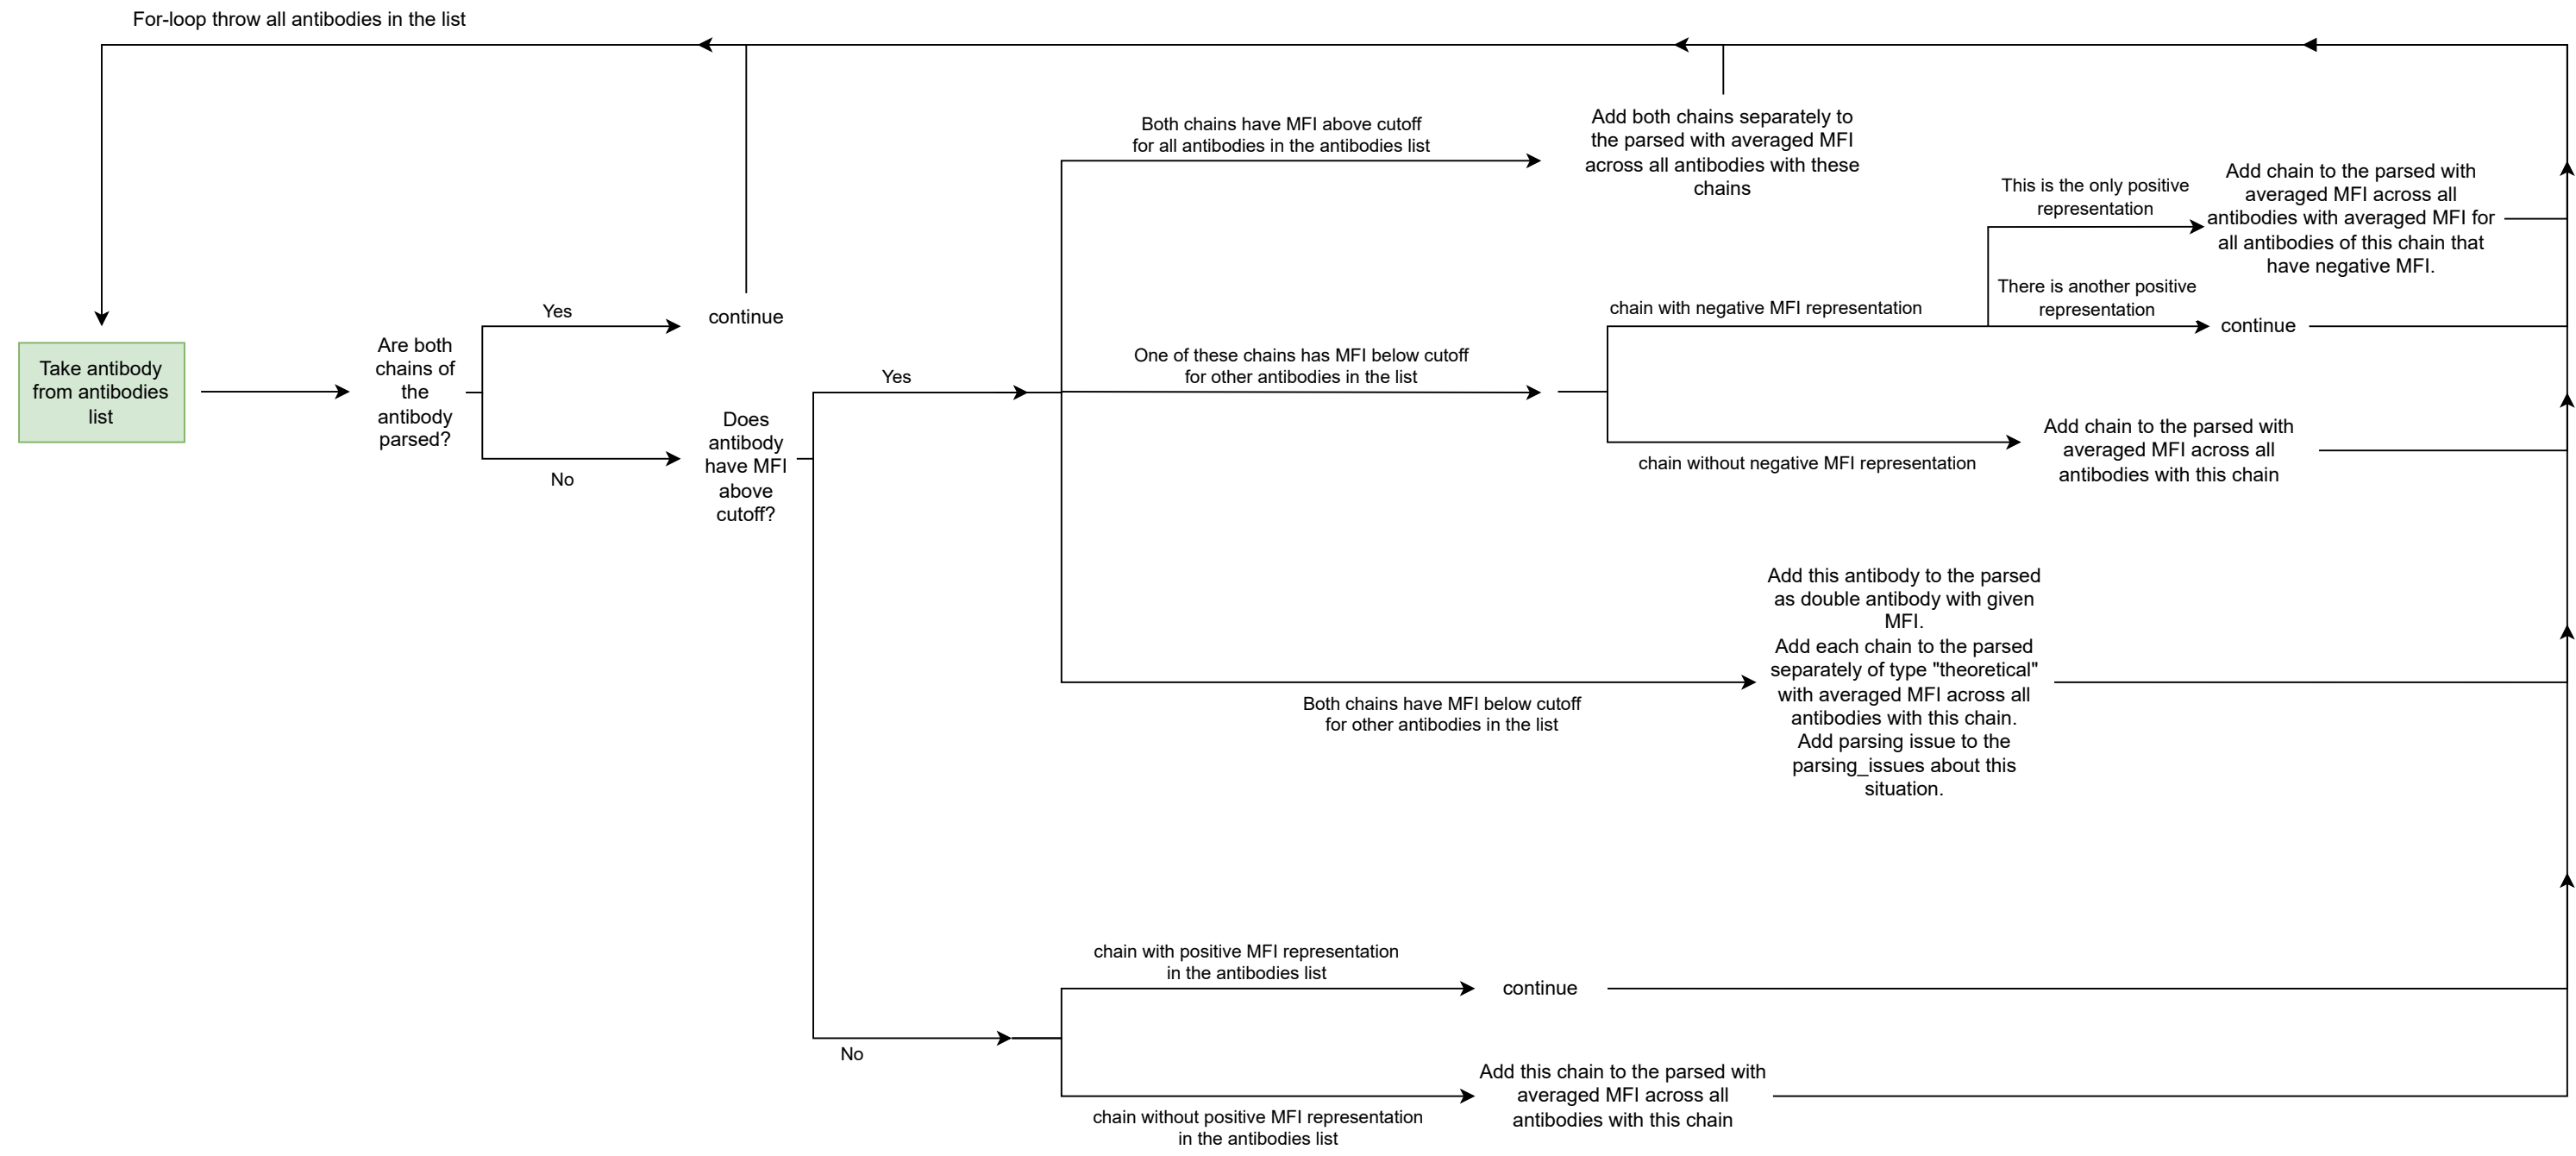 For-loop throw all antibodies in the list
Take antibody
from antibodies
list
Are both
chains of
the
antibody
parsed?
Yes
No
continue
Does
antibody
have MFI
above
cutoff?
Yes
No
Both chains have MFI above cutoff
for all antibodies in the antibodies list
Add both chains separately to
the parsed with averaged MFI
across all antibodies with these
chains
One of these chains has MFI below cutoff
for other antibodies in the list
chain with negative MFI representation
This is the only positive
representation
Add chain to the parsed with
averaged MFI across all
antibodies with averaged MFI for
all antibodies of this chain that
have negative MFI.
There is another positive
representation
continue
chain without negative MFI representation
Add chain to the parsed with
averaged MFI across all
antibodies with this chain
Both chains have MFI below cutoff
for other antibodies in the list
Add this antibody to the parsed
as double antibody with given
MFI.
Add each chain to the parsed
separately of type "theoretical"
with averaged MFI across all
antibodies with this chain.
Add parsing issue to the
parsing_issues about this
situation.
chain with positive MFI representation
in the antibodies list
continue
chain without positive MFI representation
in the antibodies list
Add this chain to the parsed with
averaged MFI across all
antibodies with this chain